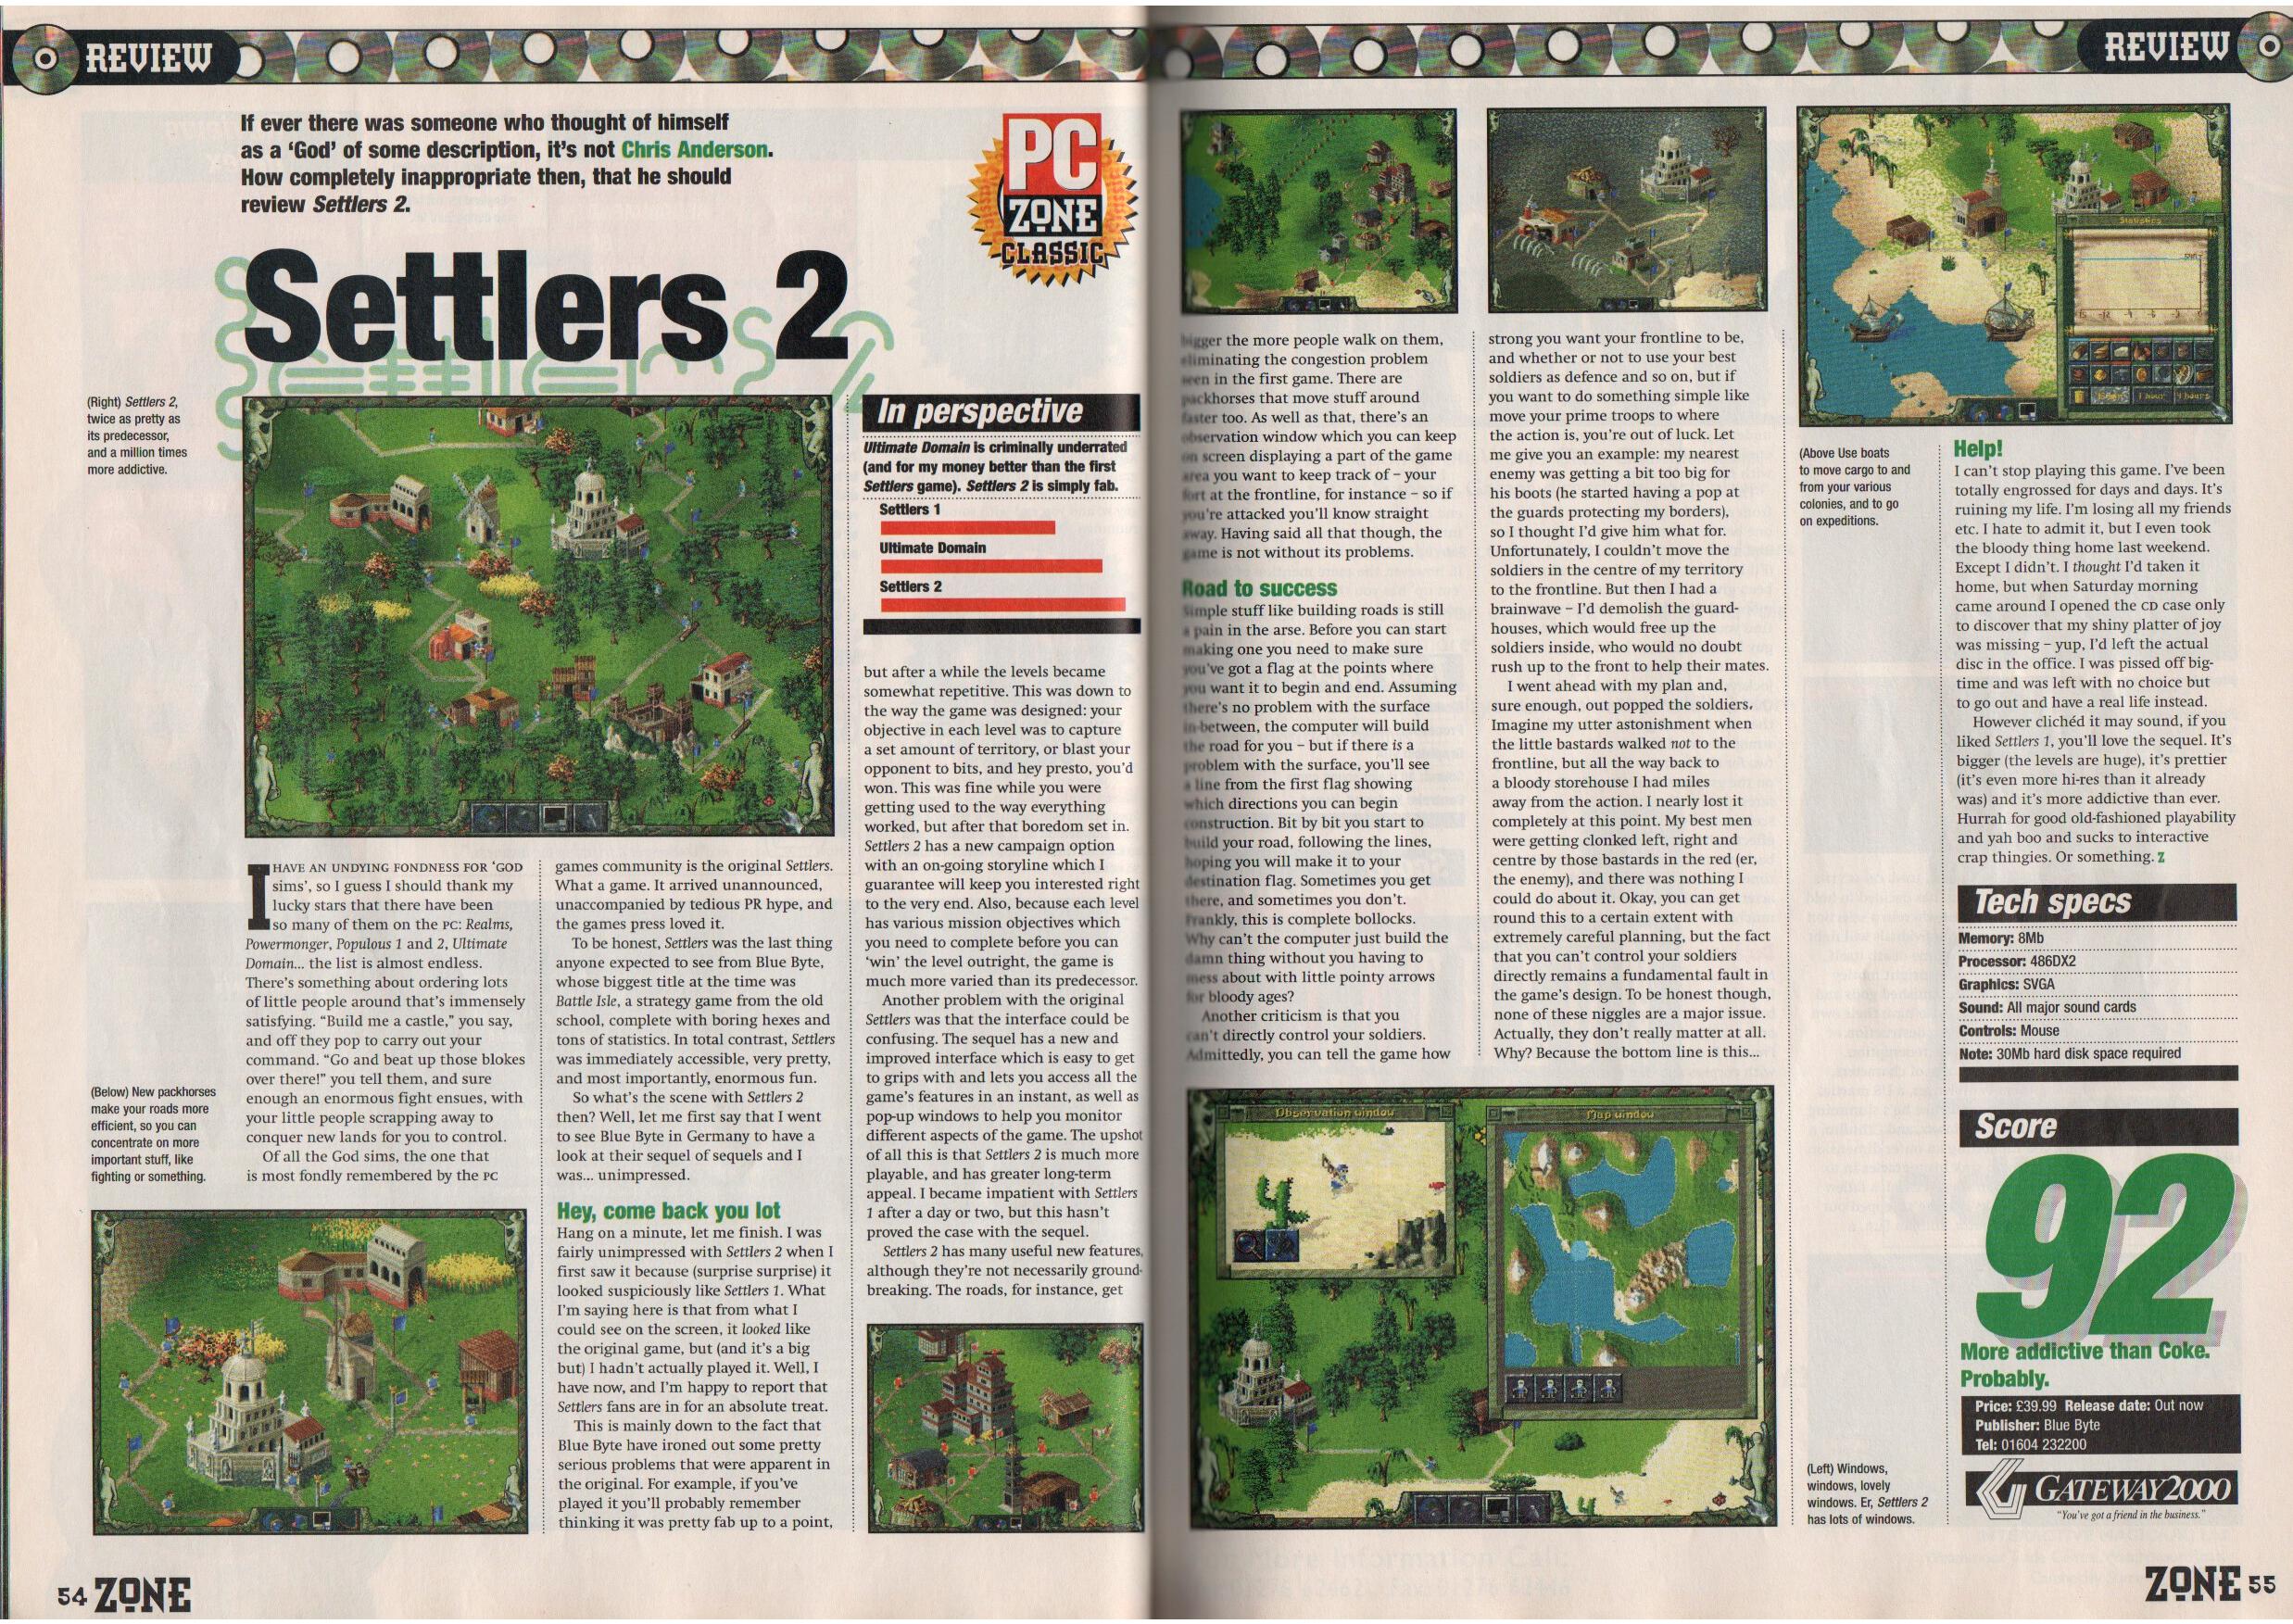 REVIEW
REVIEW
If ever there was someone who thought of himself
as a ‘God’ of some description, it’s not Chris Anderson.
How completely inappropriate then, that he should
review Settlers 2.
PC
ZONE
CLASSIC
Settlers 2
(Right) Settlers 2,
twice as pretty as
its predecessor,
and a million times
more addictive.
In perspective
Ultimate Domain is criminally underrated
(and for my money better than the first
Settlers game). Settlers 2 is simply fab.
Settlers 1
Ultimate Domain
Settlers 2
I HAVE AN UNDYING FONDNESS FOR ‘GOD
sims’, so I guess I should thank my
lucky stars that there have been
so many of them on the PC: Realms,
Powermonger, Populous 1 and 2, Ultimate
Domain... the list is almost endless.
There’s something about ordering lots
of little people around that’s immensely
satisfying. “Build me a castle,” you say,
and off they pop to carry out your
command. “Go and beat up those blokes
over there!” you tell them, and sure
enough an enormous fight ensues, with
your little people scrapping away to
conquer new lands for you to control.
Of all the God sims, the one that
is most fondly remembered by the PC
(Below) New packhorses
make your roads more
efficient, so you can
concentrate on more
important stuff, like
fighting or something.
games community is the original Settlers.
What a game. It arrived unannounced,
unaccompanied by tedious PR hype, and
the games press loved it.
To be honest, Settlers was the last thing
anyone expected to see from Blue Byte,
whose biggest title at the time was
Battle Isle, a strategy game from the old
school, complete with boring hexes and
tons of statistics. In total contrast, Settlers
was immediately accessible, very pretty,
and most importantly, enormous fun.
So what’s the scene with Settlers 2
then? Well, let me first say that I went
to see Blue Byte in Germany to have a
look at their sequel of sequels and I
was... unimpressed.
Hey, come back you lot
Hang on a minute, let me finish. I was
fairly unimpressed with Settlers 2 when I
first saw it because (surprise surprise) it
looked suspiciously like Settlers 1. What
I’m saying here is that from what I
could see on the screen, it looked like
the original game, but (and it’s a big
but) I hadn’t actually played it. Well, I
have now, and I’m happy to report that
Settlers fans are in for an absolute treat.
This is mainly down to the fact that
Blue Byte have ironed out some pretty
serious problems that were apparent in
the original. For example, if you’ve
played it you’ll probably remember
thinking it was pretty fab up to a point,
but after a while the levels became
somewhat repetitive. This was down to
the way the game was designed: your
objective in each level was to capture
a set amount of territory, or blast your
opponent to bits, and hey presto, you’d
won. This was fine while you were
getting used to the way everything
worked, but after that boredom set in.
Settlers 2 has a new campaign option
with an on-going storyline which I
guarantee will keep you interested right
to the very end. Also, because each level
has various mission objectives which
you need to complete before you can
‘win’ the level outright, the game is
much more varied than its predecessor.
Another problem with the original
Settlers was that the interface could be
confusing. The sequel has a new and
improved interface which is easy to get
to grips with and lets you access all the
game’s features in an instant, as well as
pop-up windows to help you monitor
different aspects of the game. The upshot
of all this is that Settlers 2 is much more
playable, and has greater long-term
appeal. I became impatient with Settlers
1 after a day or two, but this hasn’t
proved the case with the sequel.
Settlers 2 has many useful new features,
although they’re not necessarily ground-
breaking. The roads, for instance, get
54 ZONE
bigger the more people walk on them,
eliminating the congestion problem
seen in the first game. There are
packhorses that move stuff around
faster too. As well as that, there’s an
observation window which you can keep
on screen displaying a part of the game
area you want to keep track of – your
fort at the frontline, for instance – so if
you’re attacked you’ll know straight
away. Having said all that though, the
game is not without its problems.
Road to success
Simple stuff like building roads is still
a pain in the arse. Before you can start
making one you need to make sure
you’ve got a flag at the points where
you want it to begin and end. Assuming
there’s no problem with the surface
in-between, the computer will build
the road for you – but if there is a
problem with the surface, you’ll see
a line from the first flag showing
which directions you can begin
construction. Bit by bit you start to
build your road, following the lines,
hoping you will make it to your
destination flag. Sometimes you get
there, and sometimes you don’t.
Frankly, this is complete bollocks.
Why can’t the computer just build the
damn thing without you having to
mess about with little pointy arrows
for bloody ages?
Another criticism is that you
can’t directly control your soldiers.
Admittedly, you can tell the game how
strong you want your frontline to be,
and whether or not to use your best
soldiers as defence and so on, but if
you want to do something simple like
move your prime troops to where
the action is, you’re out of luck. Let
me give you an example: my nearest
enemy was getting a bit too big for
his boots (he started having a pop at
the guards protecting my borders),
so I thought I’d give him what for.
Unfortunately, I couldn’t move the
soldiers in the centre of my territory
to the frontline. But then I had a
brainwave – I’d demolish the guard-
houses, which would free up the
soldiers inside, who would no doubt
rush up to the front to help their mates.
I went ahead with my plan and,
sure enough, out popped the soldiers.
Imagine my utter astonishment when
the little bastards walked not to the
frontline, but all the way back to
a bloody storehouse I had miles
away from the action. I nearly lost it
completely at this point. My best men
were getting clonked left, right and
centre by those bastards in the red (er,
the enemy), and there was nothing I
could do about it. Okay, you can get
round this to a certain extent with
extremely careful planning, but the fact
that you can’t control your soldiers
directly remains a fundamental fault in
the game’s design. To be honest though,
none of these niggles are a major issue.
Actually, they don’t really matter at all.
Why? Because the bottom line is this...
Statistics
Observation window
Map window
(Above Use boats
to move cargo to and
from your various
colonies, and to go
on expeditions.
(Left) Windows,
windows, lovely
windows. Er, Settlers 2
has lots of windows.
Help!
I can’t stop playing this game. I’ve been
totally engrossed for days and days. It’s
ruining my life. I’m losing all my friends
etc. I hate to admit it, but I even took
the bloody thing home last weekend.
Except I didn’t. I thought I’d taken it
home, but when Saturday morning
came around I opened the CD case only
to discover that my shiny platter of joy
was missing – yup, I’d left the actual
disc in the office. I was pissed off big-
time and was left with no choice but
to go out and have a real life instead.
However clichéd it may sound, if you
liked Settlers 1, you’ll love the sequel. It’s
bigger (the levels are huge), it’s prettier
(it’s even more hi-res than it already
was) and it’s more addictive than ever.
Hurrah for good old-fashioned playability
and yah boo and sucks to interactive
crap thingies. Or something. Z
Tech specs
Memory: 8Mb
Processor: 486DX2
Graphics: SVGA
Sound: All major sound cards
Controls: Mouse
Note: 30Mb hard disk space required
Score
92
More addictive than Coke.
Probably.
Price: £39.99 Release date: Out now
Publisher: Blue Byte
Tel: 01604 232200
GATEWAY2000
“You’ve got a friend in the business.”
ZONE 55